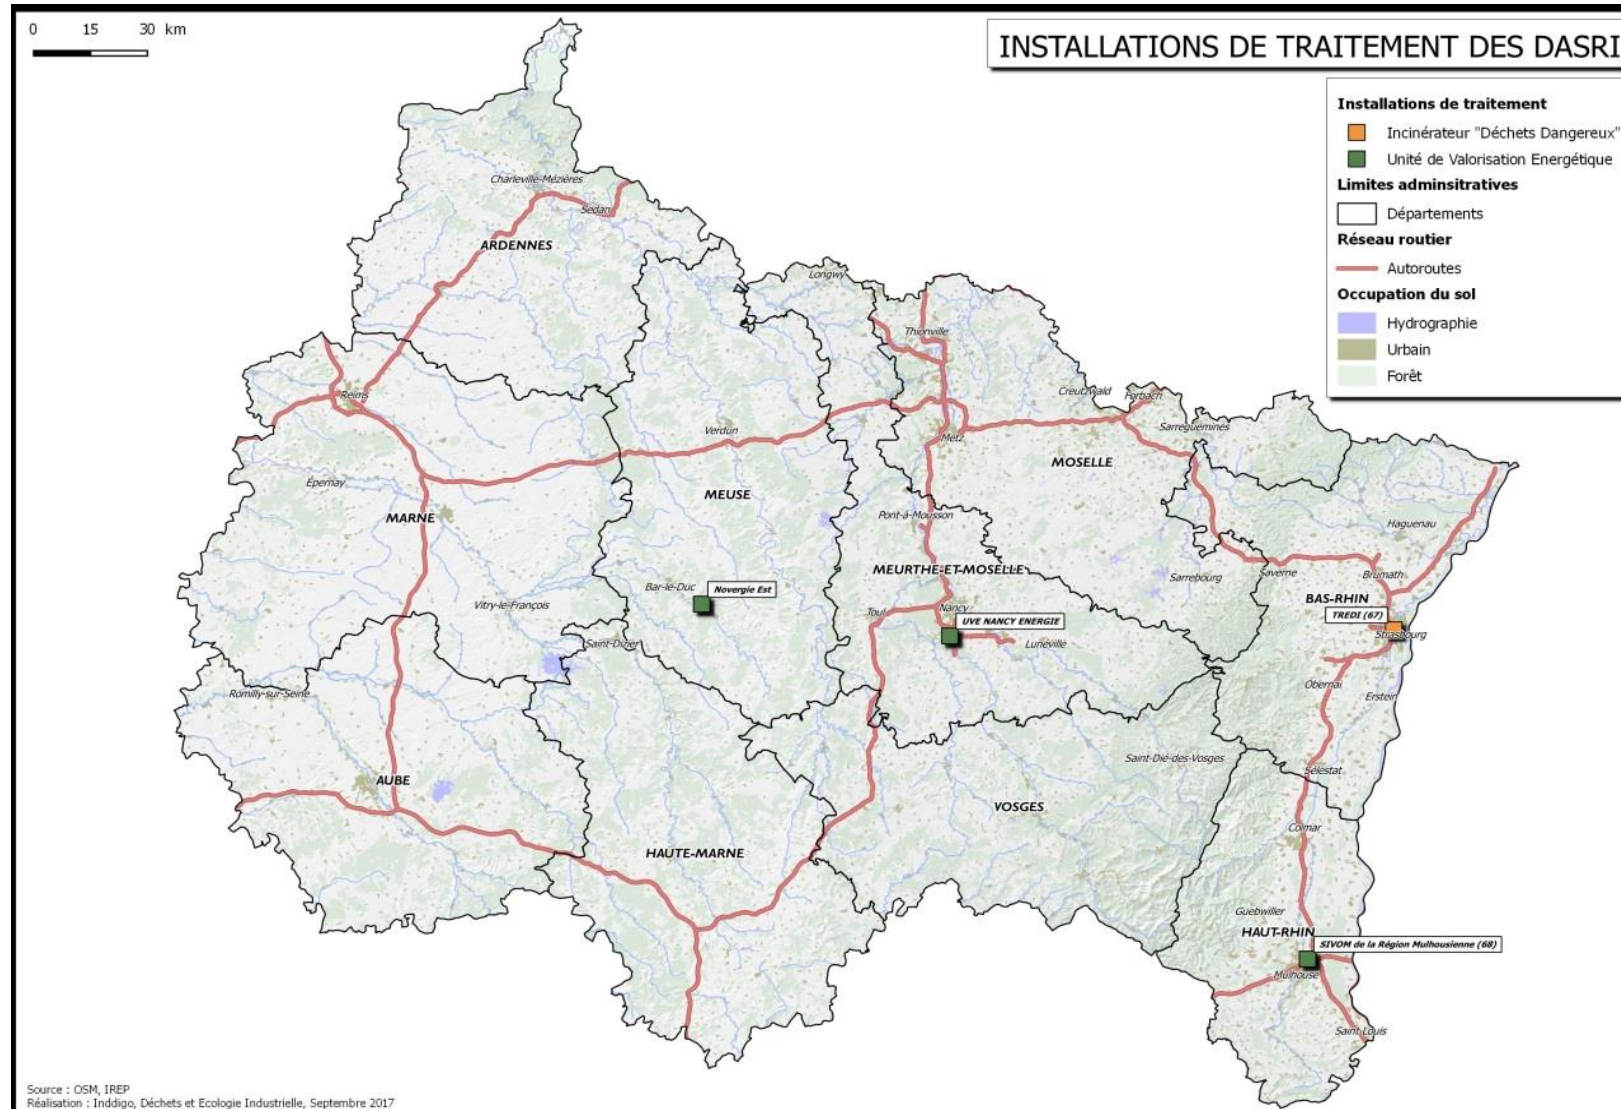 0 15 30 km
INSTALLATIONS DE TRAITEMENT DES DASRI
Installations de traitement
Incinérateur "Déchets Dangereux"
Unité de Valorisation Energétique
Limites adminsitratives
Départements
Réseau routier
Autoroutes
Occupation du sol
Hydrographie
Urbain
Forêt
Charleville-Mézières
Sedan
ARDENNES
Longwy
Thionville
Reims
Creutzwald
Forbach
Sarreguemines
Verdun
Metz
MOSELLE
Épernay
MEUSE
MARNE
Pont-à-Mousson
Haguenau
MEURTHE-ET-MOSELLE
Sarrebourg
Saverne
Brumath
Bar-le-Duc
Novergie Est
BAS-RHIN
Vitry-le-François
Toul
Nancy
TREDI (67)
UVE NANCY ENERGIE
Strasbourg
Saint-Dizier
Lunéville
Romilly-sur-Seine
Obernai
Erstein
Saint-Dié-des-Vosges
Sélestat
AUBE
VOSGES
Colmar
HAUTE-MARNE
Guebwiller
HAUT-RHIN
SIVOM de la Région Mulhousienne (68)
Mulhouse
Saint-Louis
Source : OSM, IREP
Réalisation : Inddigo, Déchets et Ecologie Industrielle, Septembre 2017